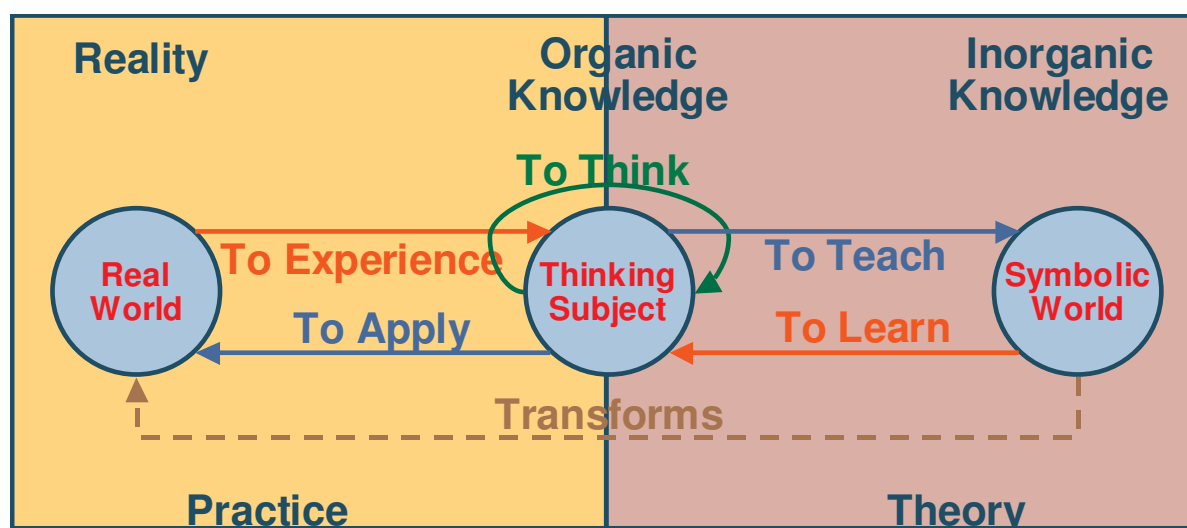 Reality
Organic
Knowledge
Inorganic
Knowledge
To Think
To Experience
To Teach
Real
World
Thinking
Subject
Symbolic
World
To Apply
To Learn
Transforms
Practice
Theory